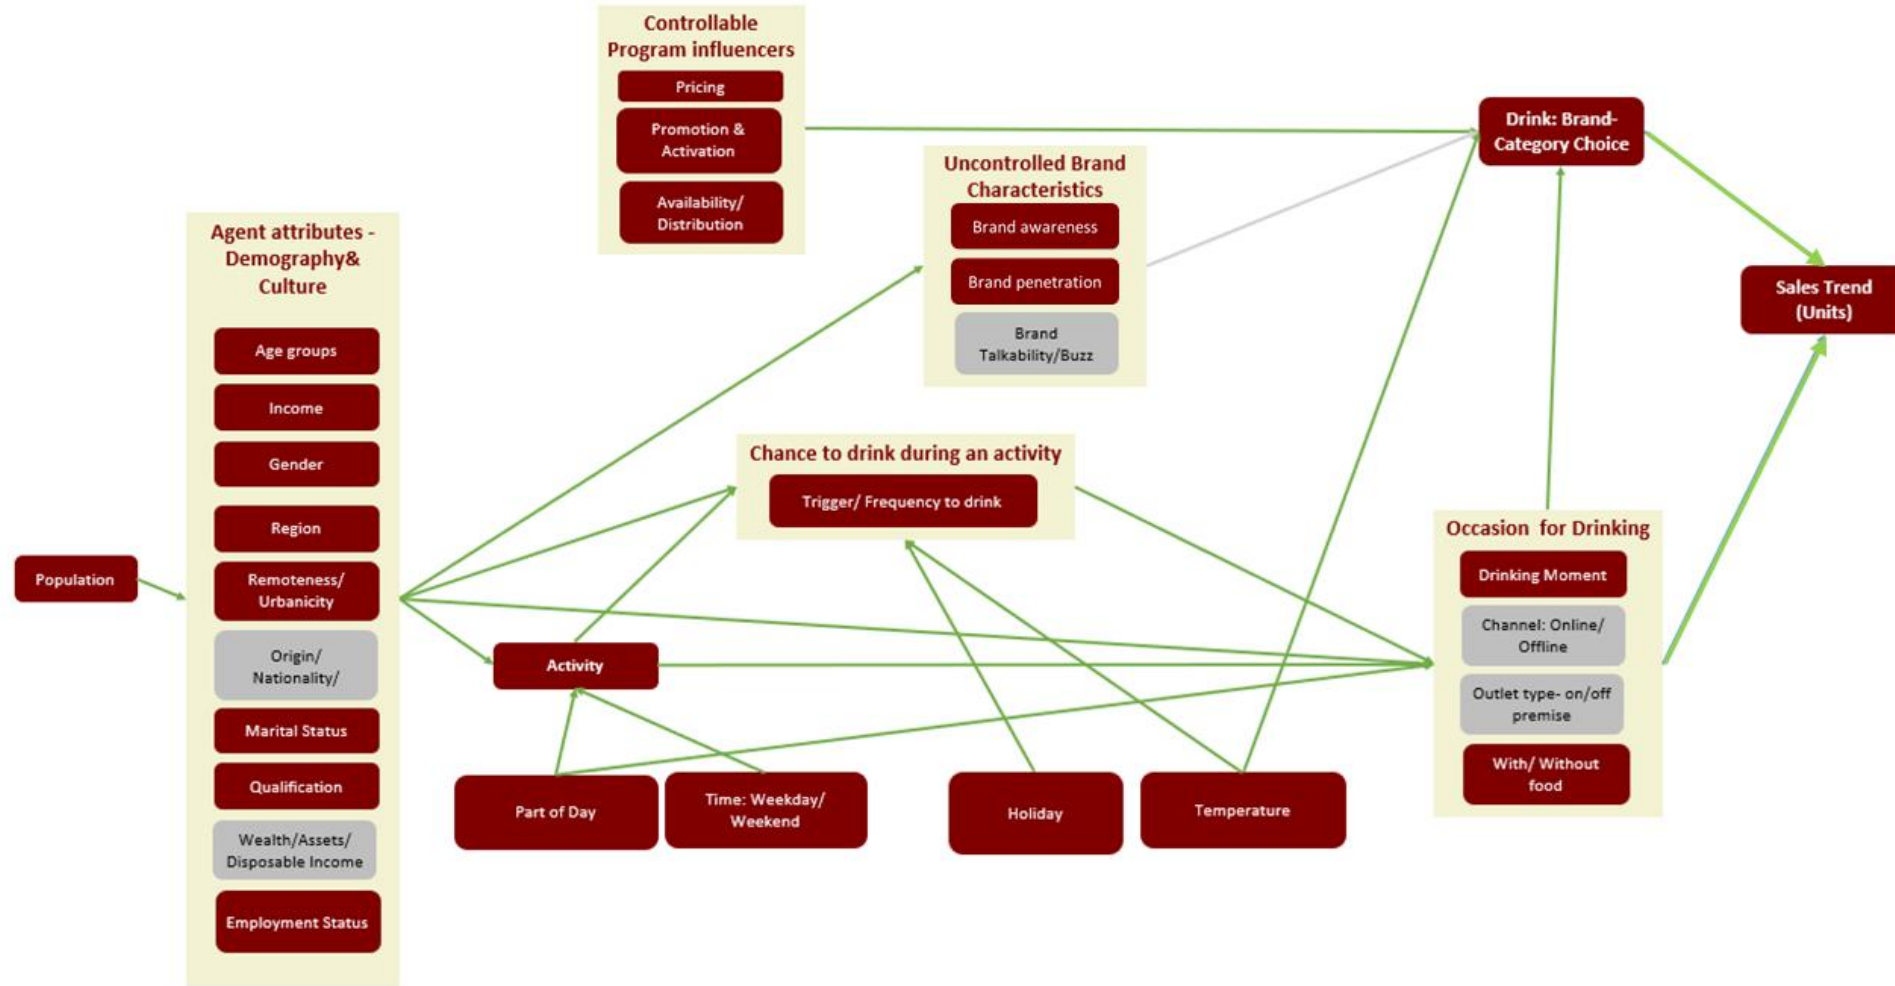 Controllable
Program influencers
Pricing
Promotion &
Activation
Availability/
Distribution
Uncontrolled Brand
Characteristics
Brand awareness
Brand penetration
Brand
Talkability/Buzz
Drink: Brand-
Category Choice
Sales Trend
(Units)
Agent attributes -
Demography&
Culture
Age groups
Income
Gender
Region
Remoteness/
Urbanicity
Origin/
Nationality/
Marital Status
Qualification
Wealth/Assets/
Disposable Income
Employment Status
Population
Chance to drink during an activity
Trigger/ Frequency to drink
Activity
Part of Day
Time: Weekday/
Weekend
Holiday
Temperature
Occasion for Drinking
Drinking Moment
Channel: Online/
Offline
Outlet type- on/off
premise
With/ Without
food